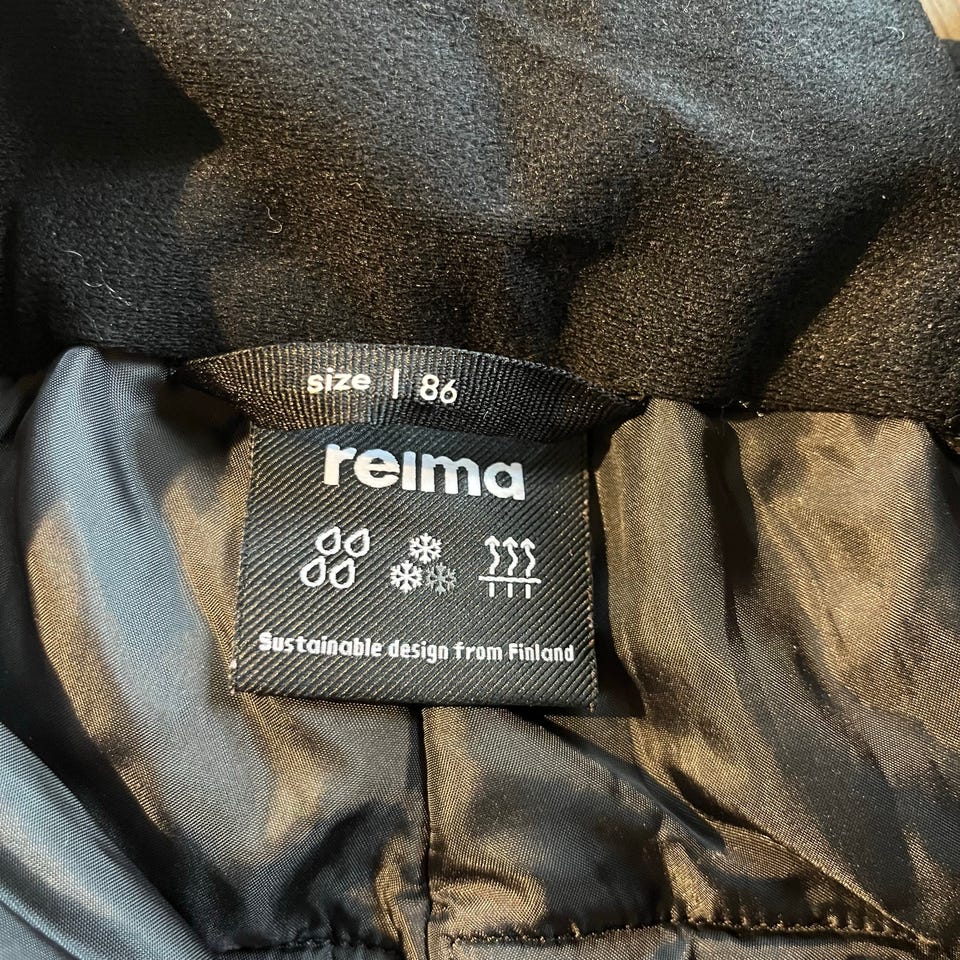 size | 86
reima
Sustainable design from Finland